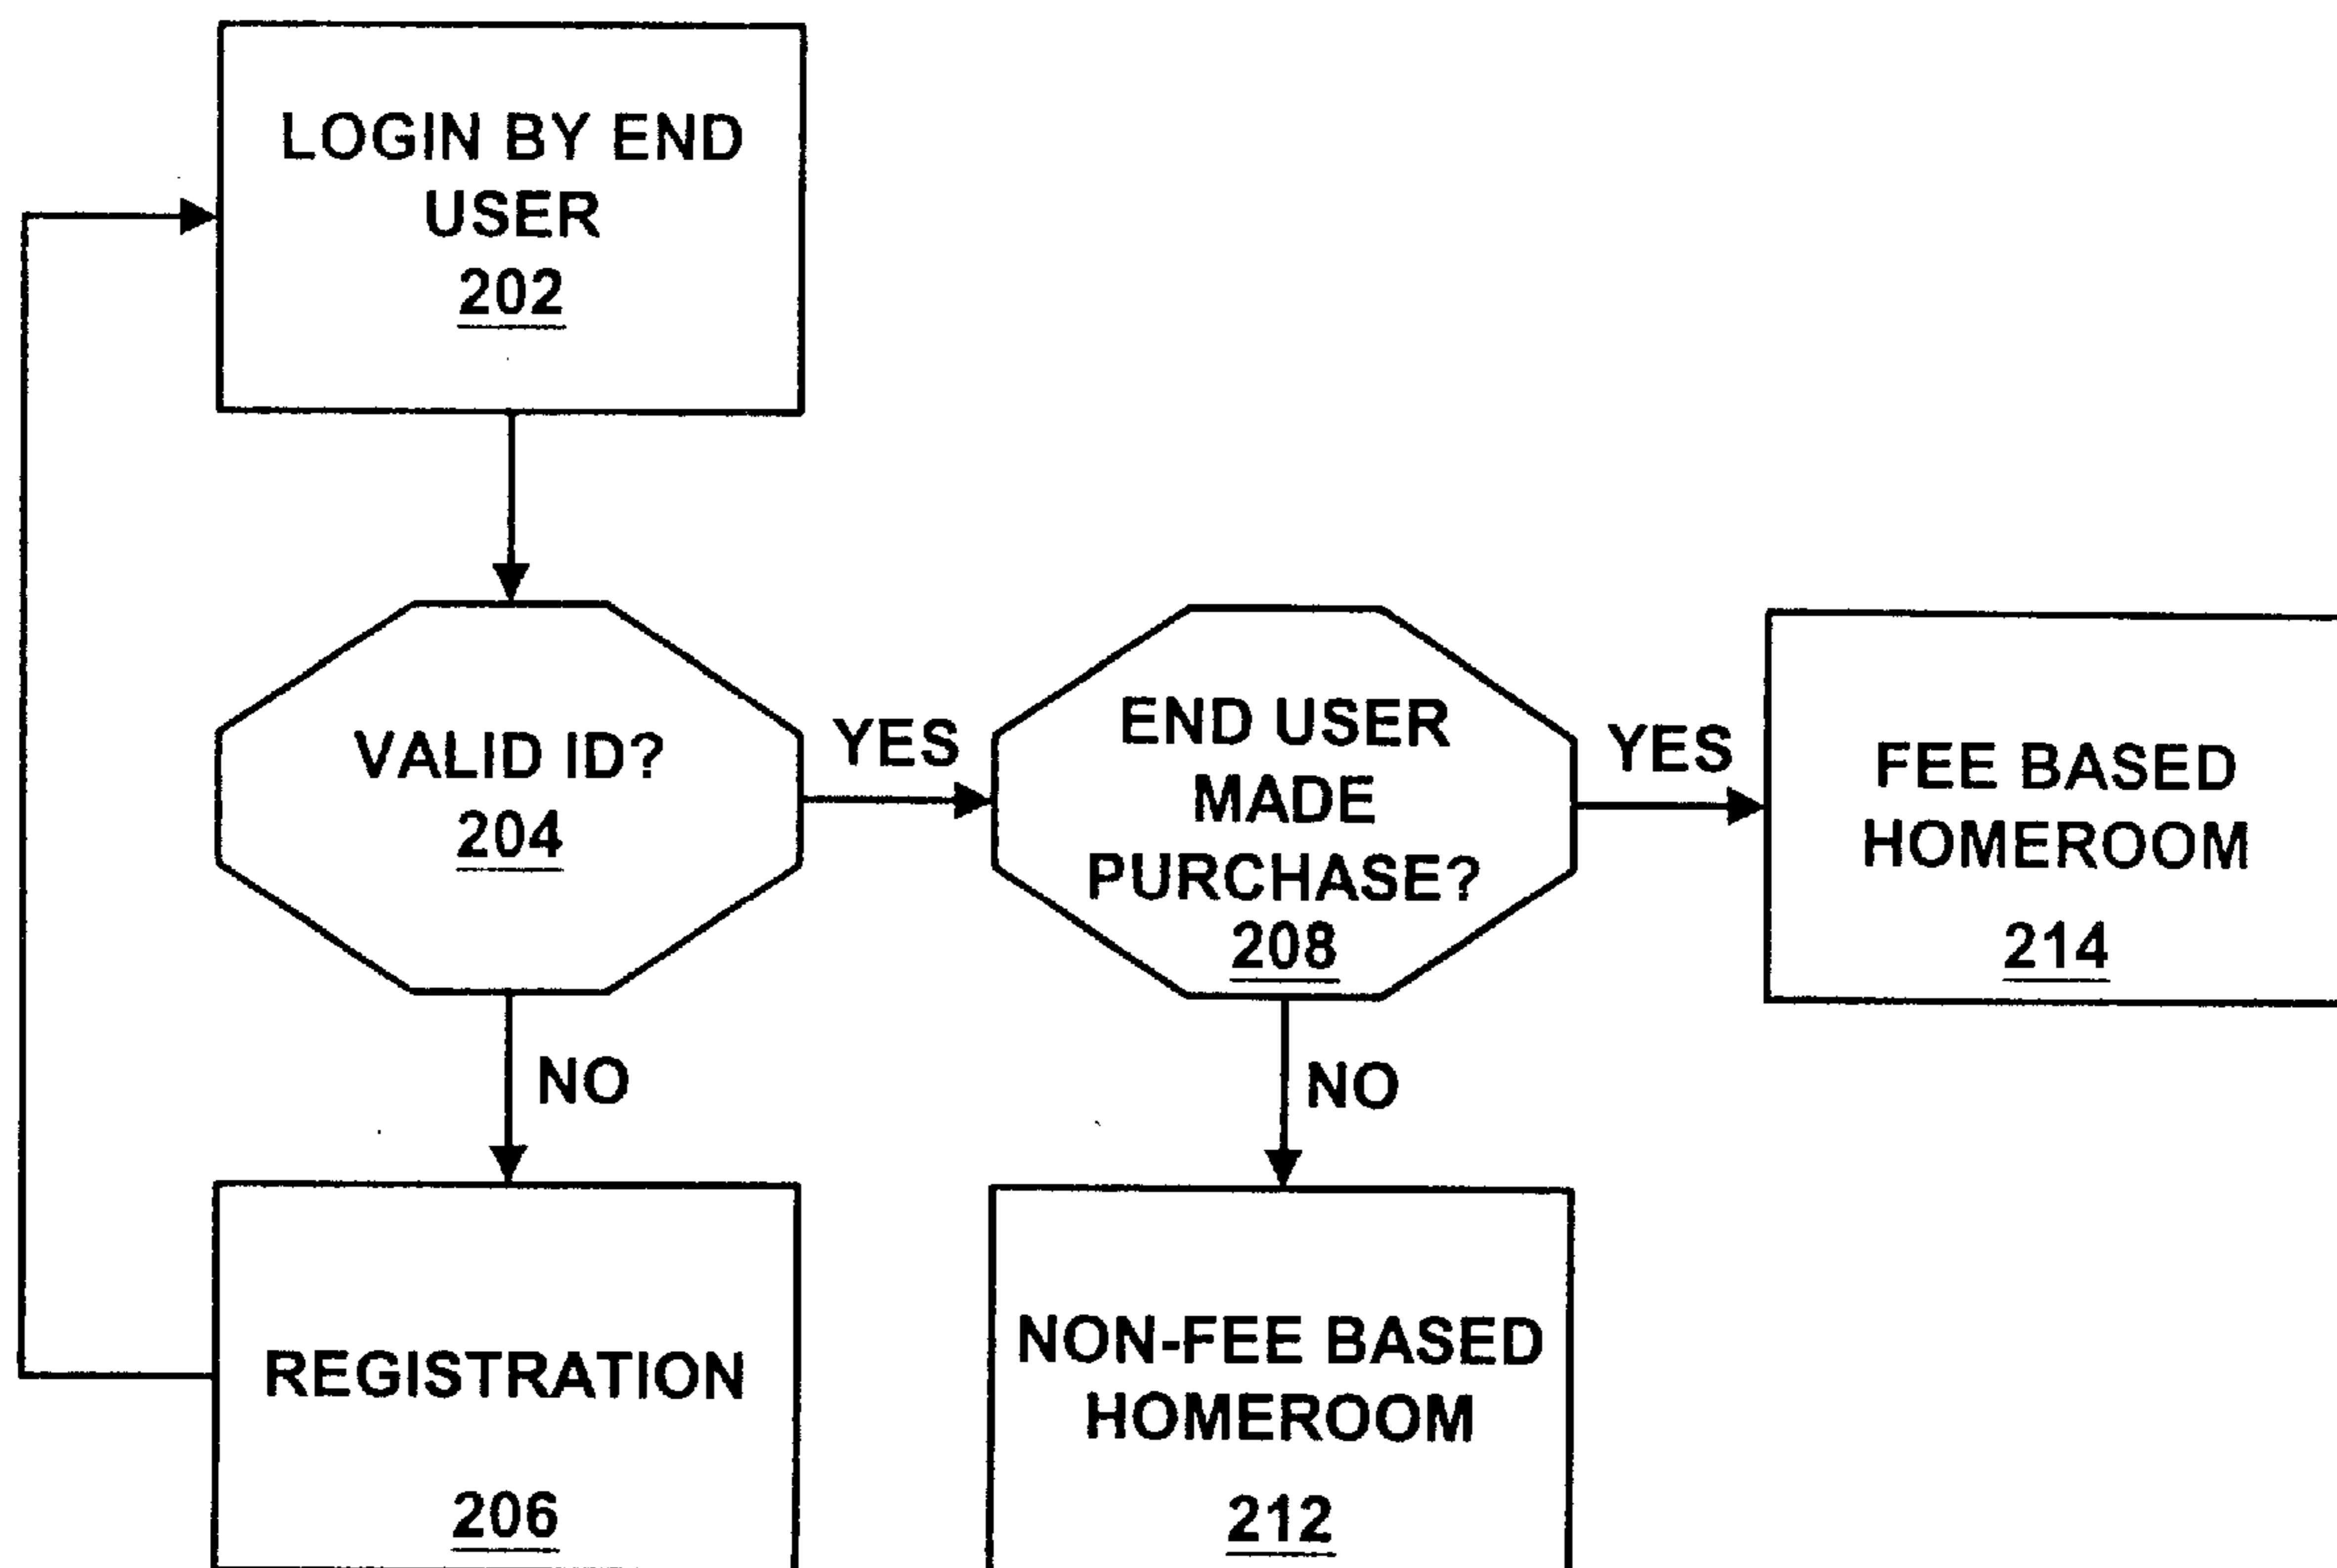 LOGIN BY END
USER
202
VALID ID?
204
YES
END USER
MADE
PURCHASE?
208
YES
FEE BASED
HOMEROOM
214
NO
NO
REGISTRATION
206
NON-FEE BASED
HOMEROOM
212